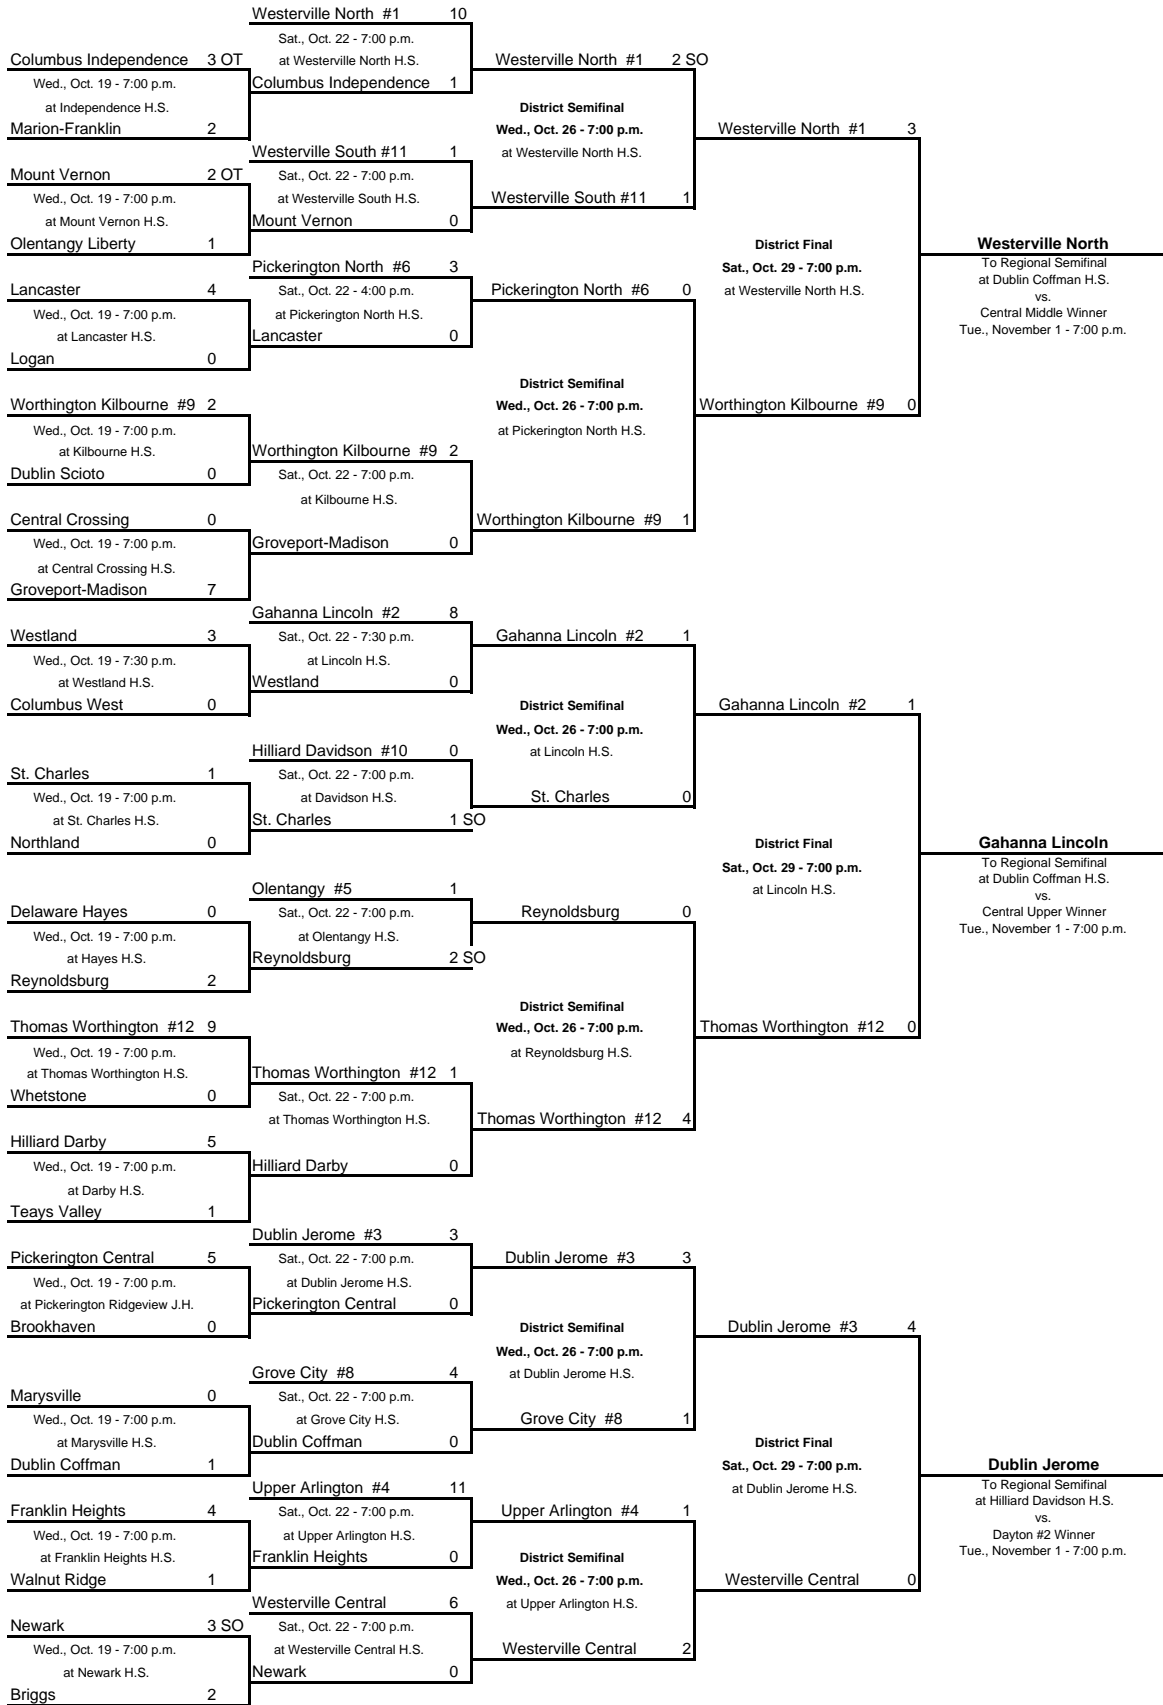 Westerville North #1 10
Sat., Oct. 22 - 7:00 p.m.
Columbus Independence 3 OT
at Westerville North H.S.
Westerville North #1 2 SO
Wed., Oct. 19 - 7:00 p.m.
Columbus Independence 1
at Independence H.S.
District Semifinal
Marion-Franklin 2
Wed., Oct. 26 - 7:00 p.m.
Westerville North #1 3
Westerville South #11 1
at Westerville North H.S.
Mount Vernon 2 OT
Sat., Oct. 22 - 7:00 p.m.
Wed., Oct. 19 - 7:00 p.m.
at Westerville South H.S.
Westerville South #11 1
at Mount Vernon H.S.
Mount Vernon 0
Olentangy Liberty 1
District Final
Westerville North
Pickerington North #6 3
Sat., Oct. 29 - 7:00 p.m.
To Regional Semifinal
at Dublin Coffman H.S.
Lancaster 4
Sat., Oct. 22 - 4:00 p.m.
Pickerington North #6 0
at Westerville North H.S.
vs.
Wed., Oct. 19 - 7:00 p.m.
at Pickerington North H.S.
Central Middle Winner
at Lancaster H.S.
Lancaster 0
Tue., November 1 - 7:00 p.m.
Logan 0
District Semifinal
Worthington Kilbourne #9 2
Wed., Oct. 26 - 7:00 p.m.
Worthington Kilbourne #9 0
Wed., Oct. 19 - 7:00 p.m.
at Pickerington North H.S.
at Kilbourne H.S.
Worthington Kilbourne #9 2
Dublin Scioto 0
Sat., Oct. 22 - 7:00 p.m.
at Kilbourne H.S.
Central Crossing 0
Worthington Kilbourne #9 1
Wed., Oct. 19 - 7:00 p.m.
Groveport-Madison 0
at Central Crossing H.S.
Groveport-Madison 7
Gahanna Lincoln #2 8
Westland 3
Sat., Oct. 22 - 7:30 p.m.
Gahanna Lincoln #2 1
Wed., Oct. 19 - 7:30 p.m.
at Lincoln H.S.
at Westland H.S.
Westland 0
Columbus West 0
District Semifinal
Gahanna Lincoln #2 1
Wed., Oct. 26 - 7:00 p.m.
Hilliard Davidson #10 0
at Lincoln H.S.
St. Charles 1
Sat., Oct. 22 - 7:00 p.m.
Wed., Oct. 19 - 7:00 p.m.
at Davidson H.S.
St. Charles 0
at St. Charles H.S.
St. Charles 1 SO
Northland 0
District Final
Gahanna Lincoln
Sat., Oct. 29 - 7:00 p.m.
To Regional Semifinal
at Dublin Coffman H.S.
Olentangy #5 1
at Lincoln H.S.
vs.
Delaware Hayes 0
Sat., Oct. 22 - 7:00 p.m.
Reynoldsburg 0
Central Upper Winner
Wed., Oct. 19 - 7:00 p.m.
at Olentangy H.S.
Tue., November 1 - 7:00 p.m.
at Hayes H.S.
Reynoldsburg 2 SO
Reynoldsburg 2
District Semifinal
Thomas Worthington #12 9
Wed., Oct. 26 - 7:00 p.m.
Thomas Worthington #12 0
Wed., Oct. 19 - 7:00 p.m.
at Reynoldsburg H.S.
at Thomas Worthington H.S.
Thomas Worthington #12 1
Whetstone 0
Sat., Oct. 22 - 7:00 p.m.
at Thomas Worthington H.S.
Thomas Worthington #12 4
Hilliard Darby 5
Wed., Oct. 19 - 7:00 p.m.
Hilliard Darby 0
at Darby H.S.
Teays Valley 1
Dublin Jerome #3 3
Pickerington Central 5
Sat., Oct. 22 - 7:00 p.m.
Dublin Jerome #3 3
Wed., Oct. 19 - 7:00 p.m.
at Dublin Jerome H.S.
at Pickerington Ridgeview J.H.
Pickerington Central 0
Brookhaven 0
District Semifinal
Dublin Jerome #3 4
Wed., Oct. 26 - 7:00 p.m.
Grove City #8 4
at Dublin Jerome H.S.
Marysville 0
Sat., Oct. 22 - 7:00 p.m.
Wed., Oct. 19 - 7:00 p.m.
at Grove City H.S.
Grove City #8 1
at Marysville H.S.
Dublin Coffman 0
District Final
Dublin Coffman 1
Sat., Oct. 29 - 7:00 p.m.
Dublin Jerome
Upper Arlington #4 11
at Dublin Jerome H.S.
To Regional Semifinal
at Hilliard Davidson H.S.
Franklin Heights 4
Sat., Oct. 22 - 7:00 p.m.
Upper Arlington #4 1
vs.
Wed., Oct. 19 - 7:00 p.m.
at Upper Arlington H.S.
Dayton #2 Winner
at Franklin Heights H.S.
Franklin Heights 0
District Semifinal
Tue., November 1 - 7:00 p.m.
Walnut Ridge 1
Wed., Oct. 26 - 7:00 p.m.
Westerville Central 0
Westerville Central 6
at Upper Arlington H.S.
Newark 3 SO
Sat., Oct. 22 - 7:00 p.m.
Wed., Oct. 19 - 7:00 p.m.
at Westerville Central H.S.
Westerville Central 2
at Newark H.S.
Newark 0
Briggs 2